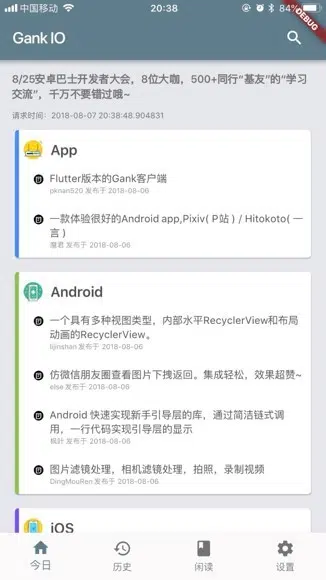 中国移动 20:38 84%
DEBUG
Gank IO
8/25安卓巴士开发者大会，8位大咖，500+同行“基友”的“学习
交流”，千万不要错过哦~
请求时间：2018-08-07 20:38:48.904831
App
Flutter版本的Gank客户端
pknan520 发布于 2018-08-06
一款体验很好的Android app,Pixiv( P站 ) / Hitokoto( 一
言 )
发布于 2018-08-06
Android
一个具有多种视图类型，内部水平RecyclerView和布局
动画的RecyclerView。
lijinshan 发布于 2018-08-06
仿微信朋友圈查看图片下拽返回。集成轻松，效果超赞~
else 发布于 2018-08-06
Android 快速实现新手引导层的库，通过简洁链式调
用，一行代码实现引导层的显示
发布于 2018-08-06
图片滤镜处理，相机滤镜处理，拍照，录制视频
DingMouRen 发布于 2018-08-06
iOS
今日
历史
闲读
设置